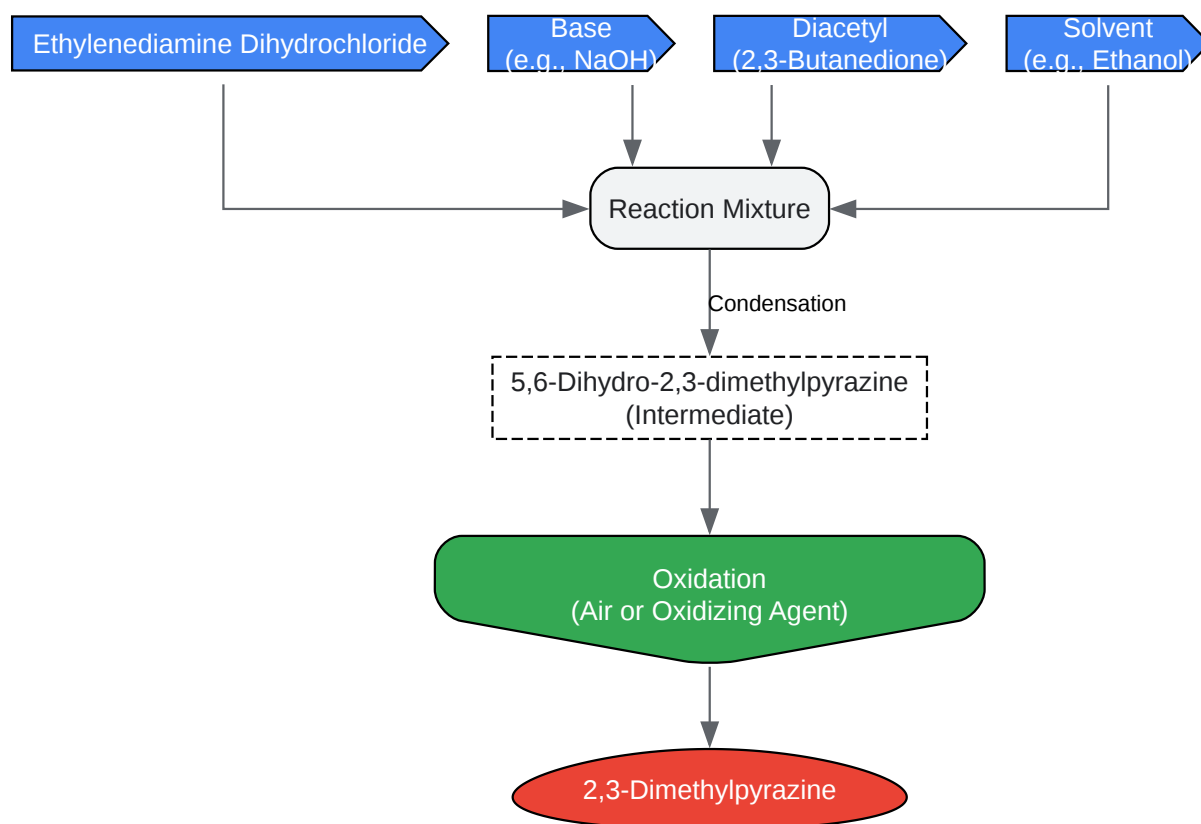 Ethylenediamine Dihydrochloride
Base
(e.g., NaOH)
Diacetyl
(2,3-Butanedione)
Solvent
(e.g., Ethanol)
Reaction Mixture
Condensation
5,6-Dihydro-2,3-dimethylpyrazine
(Intermediate)
Oxidation
(Air or Oxidizing Agent)
2,3-Dimethylpyrazine